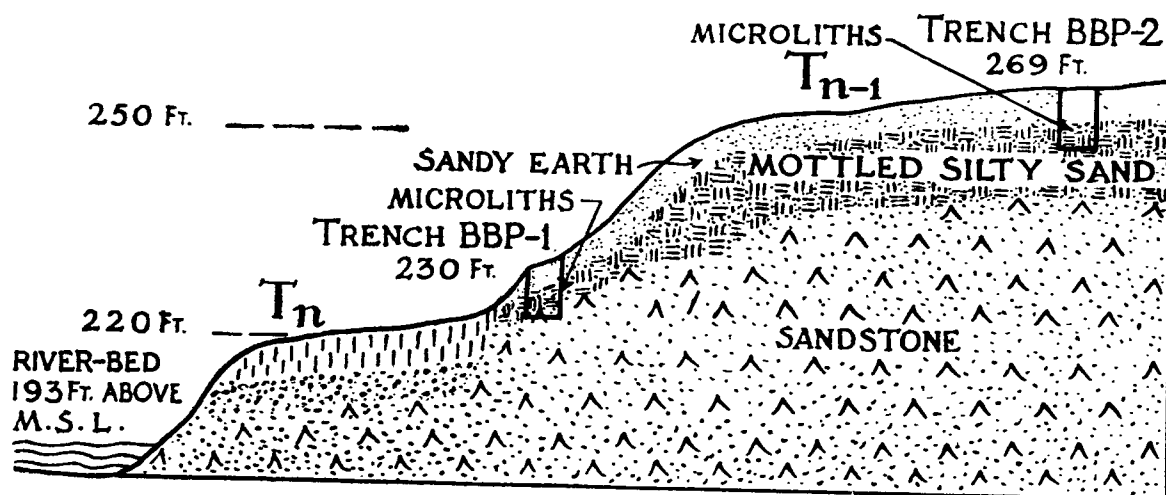 MICROLITHS
TRENCH BBP-2
269 FT.
Tn-1
250 FT.
SANDY EARTH
MOTTLED SILTY SAND
MICROLITHS
TRENCH BBP-1
230 FT.
Tn
220 FT.
SANDSTONE
RIVER-BED
193 FT. ABOVE
M.S.L.